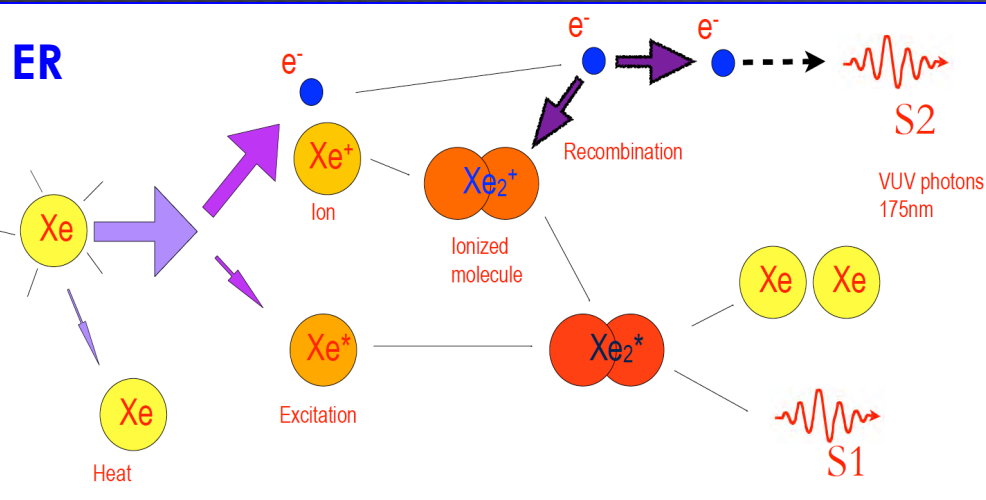 ER
e⁻
e⁻
e⁻
S2
Xe⁺
Ion
Recombination
Xe₂⁺
Ionized
molecule
VUV photons
175nm
Xe
Xe*
Excitation
Xe₂*
Xe
Xe
Xe
Heat
S1